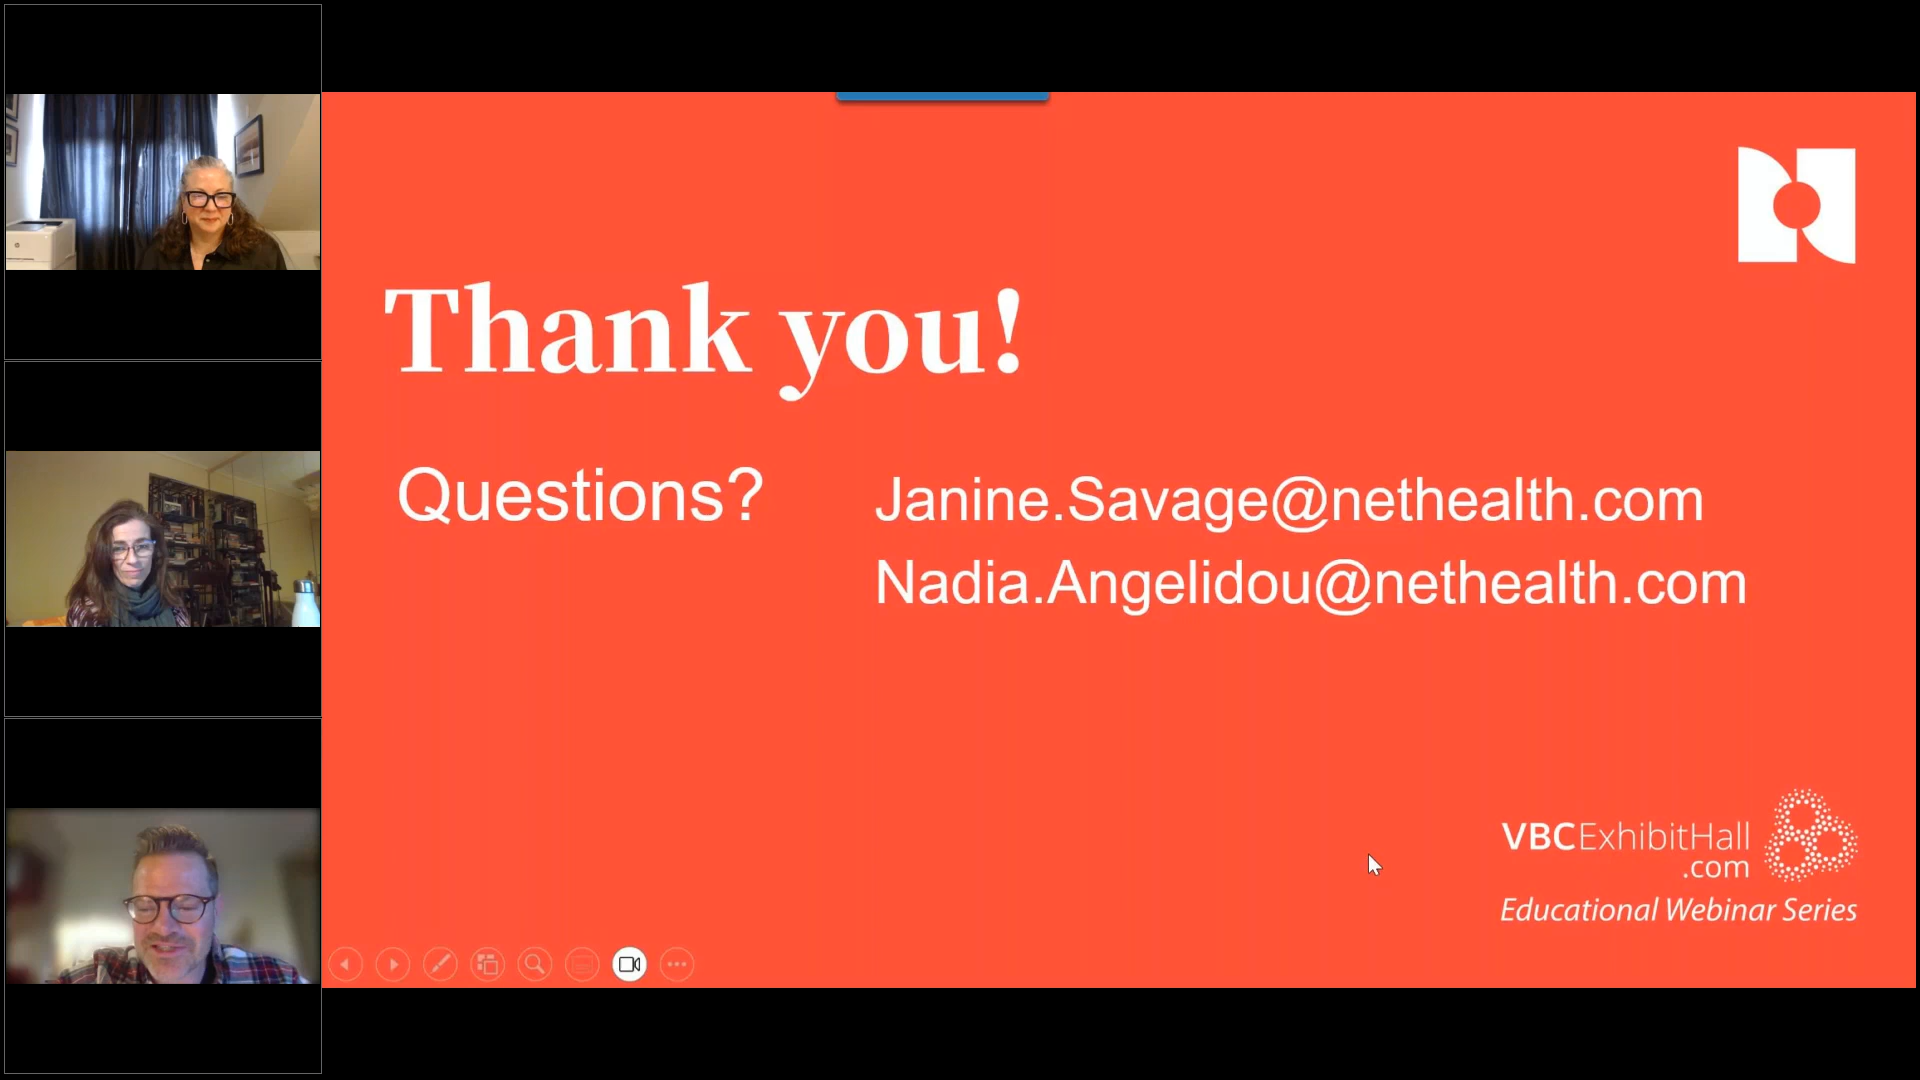 Thank you!
Questions?
Janine.Savage@nethealth.com
Nadia.Angelidou@nethealth.com
VBCExhibitHall
.com
Educational Webinar Series